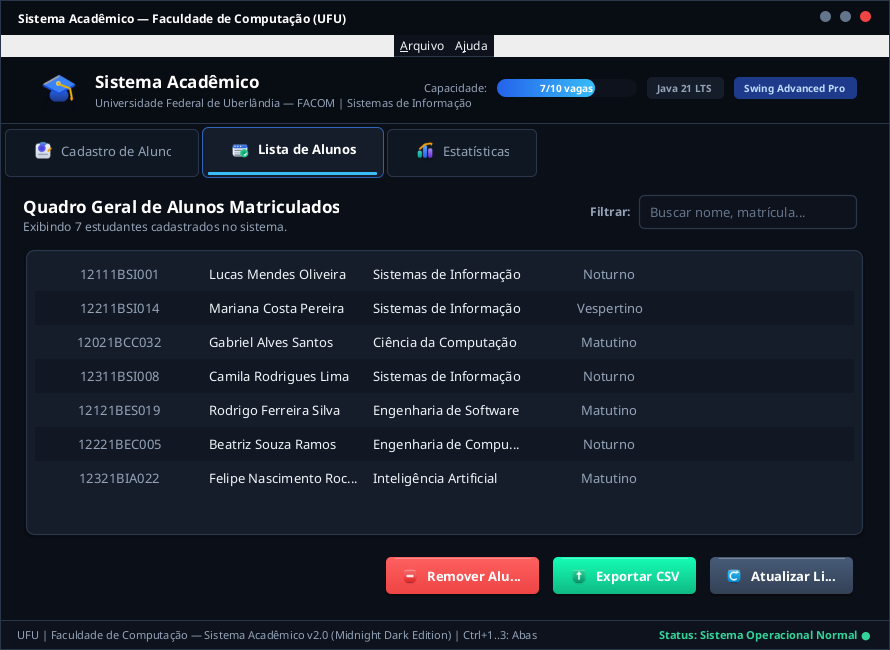 Sistema Acadêmico — Faculdade de Computação (UFU)
Arquivo Ajuda
Sistema Acadêmico
Universidade Federal de Uberlândia — FACOM | Sistemas de Informação
Capacidade: 7/10 vagas Java 21 LTS Swing Advanced Pro
Cadastro de Alunc Lista de Alunos Estatísticas
Quadro Geral de Alunos Matriculados
Exibindo 7 estudantes cadastrados no sistema.
Filtrar: Buscar nome, matrícula...
12111BSI001 Lucas Mendes Oliveira Sistemas de Informação Noturno
12211BSI014 Mariana Costa Pereira Sistemas de Informação Vespertino
12021BCC032 Gabriel Alves Santos Ciência da Computação Matutino
12311BSI008 Camila Rodrigues Lima Sistemas de Informação Noturno
12121BES019 Rodrigo Ferreira Silva Engenharia de Software Matutino
12221BEC005 Beatriz Souza Ramos Engenharia de Compu... Noturno
12321BIA022 Felipe Nascimento Roc... Inteligência Artificial Matutino
Remover Alu... Exportar CSV Atualizar Li...
UFU | Faculdade de Computação — Sistema Acadêmico v2.0 (Midnight Dark Edition) | Ctrl+1..3: Abas
Status: Sistema Operacional Normal ●